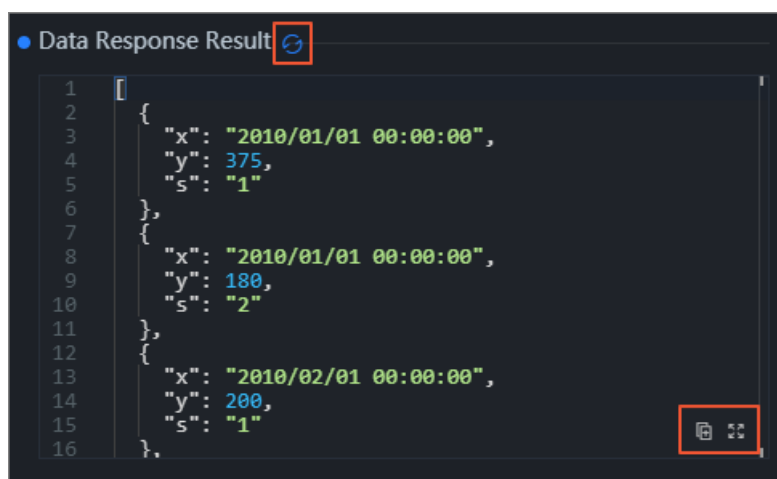 Data Response Result
1 [
2 {
3 "x": "2010/01/01 00:00:00",
4 "y": 375,
5 "s": "1"
6 },
7 {
8 "x": "2010/01/01 00:00:00",
9 "y": 180,
10 "s": "2"
11 },
12 {
13 "x": "2010/02/01 00:00:00",
14 "y": 200,
15 "s": "1"
16 },